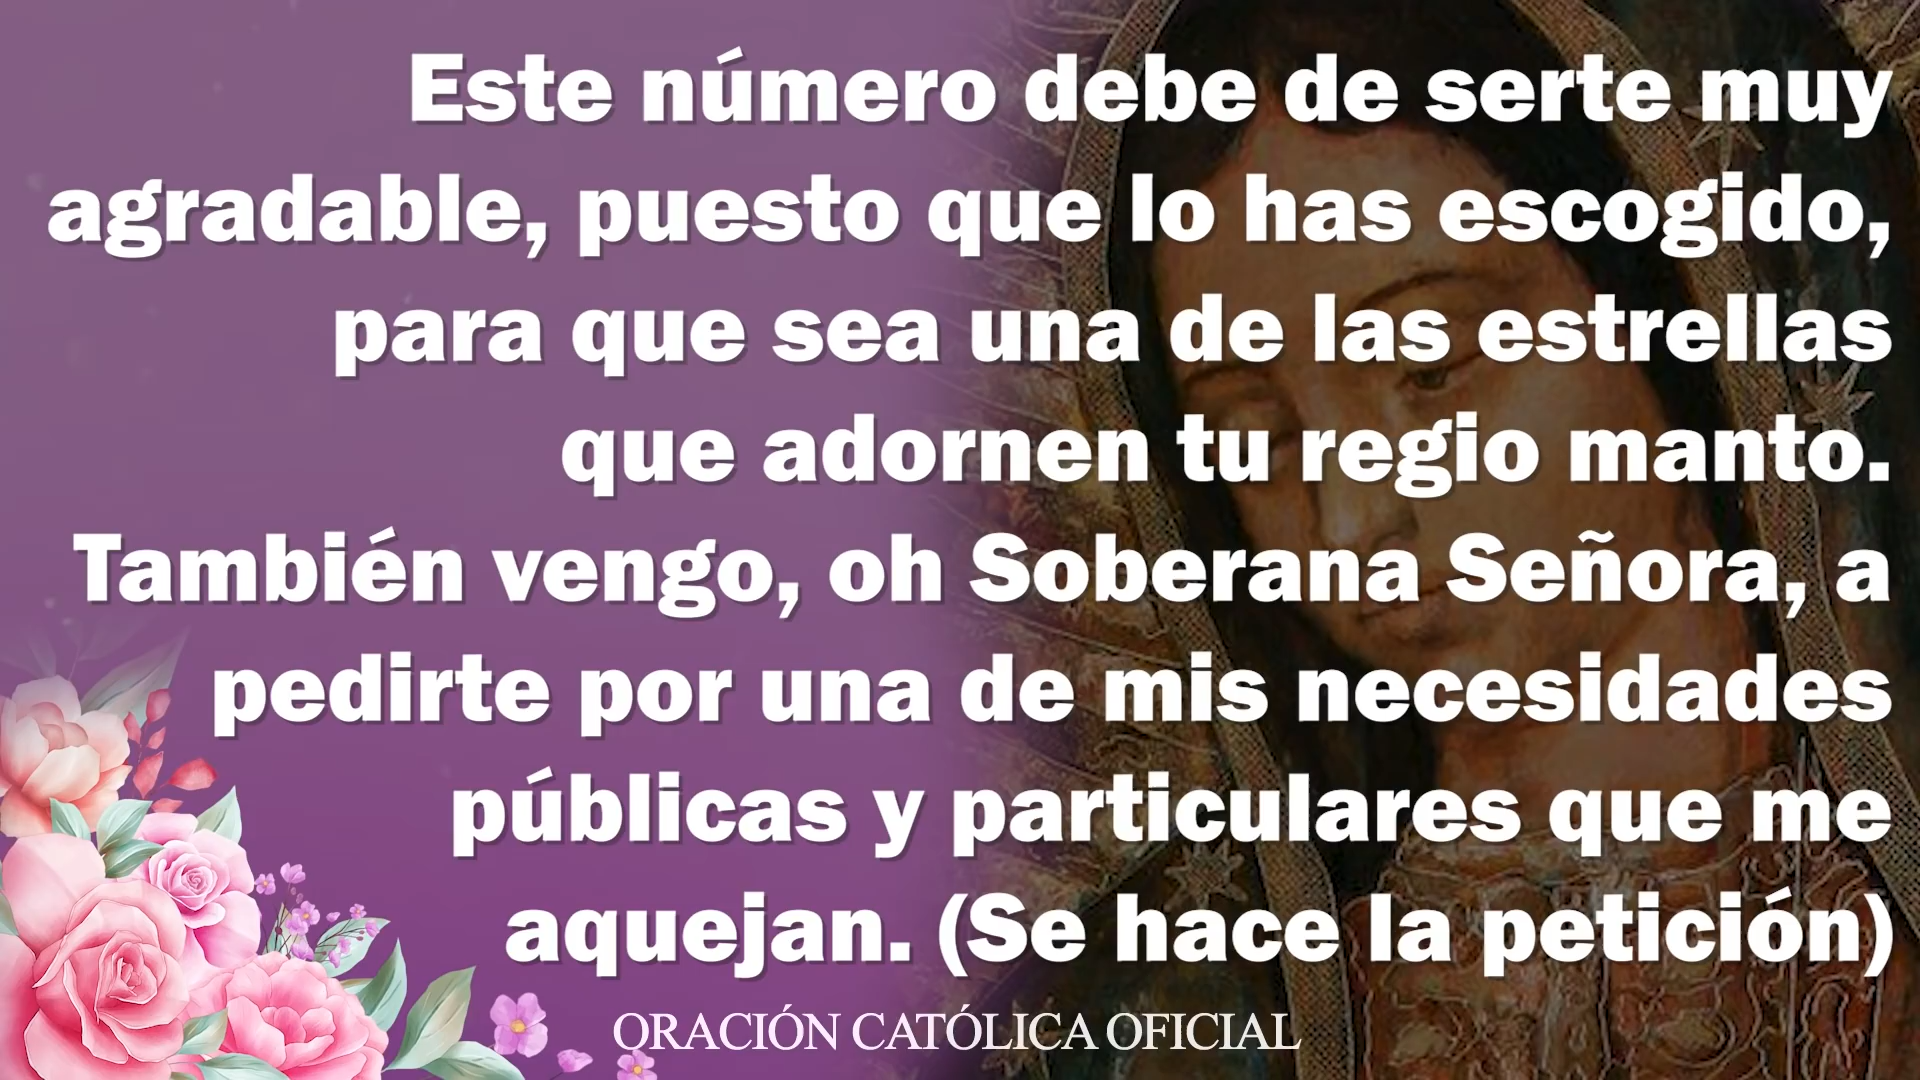 Este número debe de serte muy
agradable, puesto que lo has escogido,
para que sea una de las estrellas
que adornen tu regio manto.
También vengo, oh Soberana Señora, a
pedirte por una de mis necesidades
públicas y particulares que me
aquejan. (Se hace la petición)
ORACIÓN CATÓLICA OFICIAL